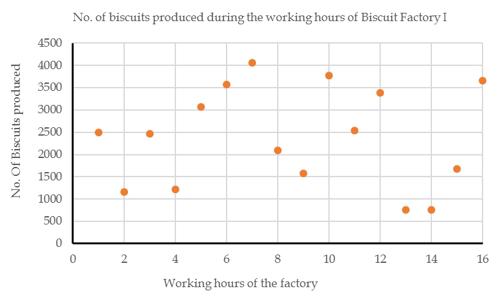 No. of biscuits produced during the working hours of Biscuit Factory I
4500
4000
3500
3000
2500
2000
1500
1000
500
0
No. Of Biscuits produced
0 2 4 6 8 10 12 14 16
Working hours of the factory